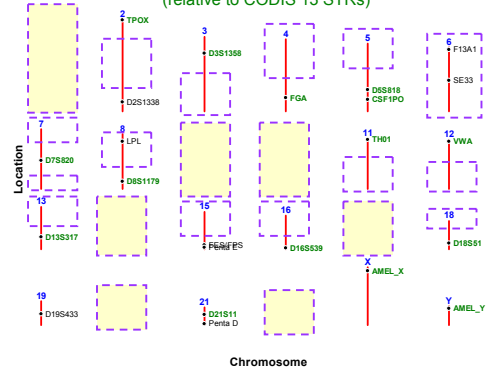 (relative to CODIS 13 STRs)
2
TPOX
D2S1338
3
D3S1358
4
FGA
5
D5S818
CSF1PO
6
F13A1
SE33
7
D7S820
8
LPL
D8S1179
11
TH01
12
VWA
Location
13
D13S317
15
FES/FPS
Penta E
16
D16S539
18
D18S51
19
D19S433
21
D21S11
Penta D
X
AMEL_X
Y
AMEL_Y
Chromosome